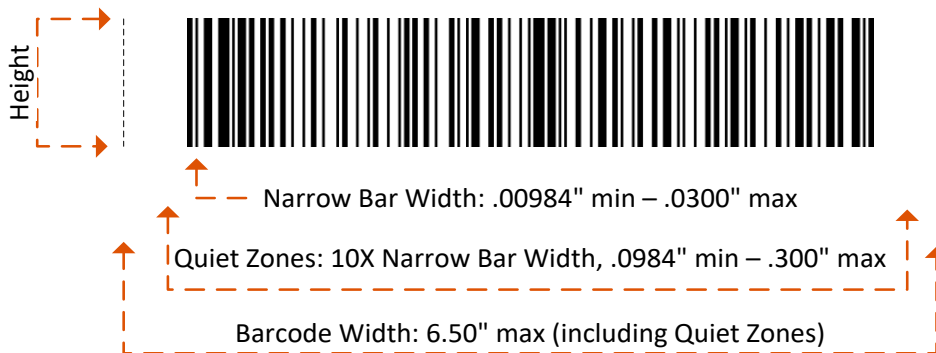 Height
Narrow Bar Width: .00984" min – .0300" max
Quiet Zones: 10X Narrow Bar Width, .0984" min – .300" max
Barcode Width: 6.50" max (including Quiet Zones)